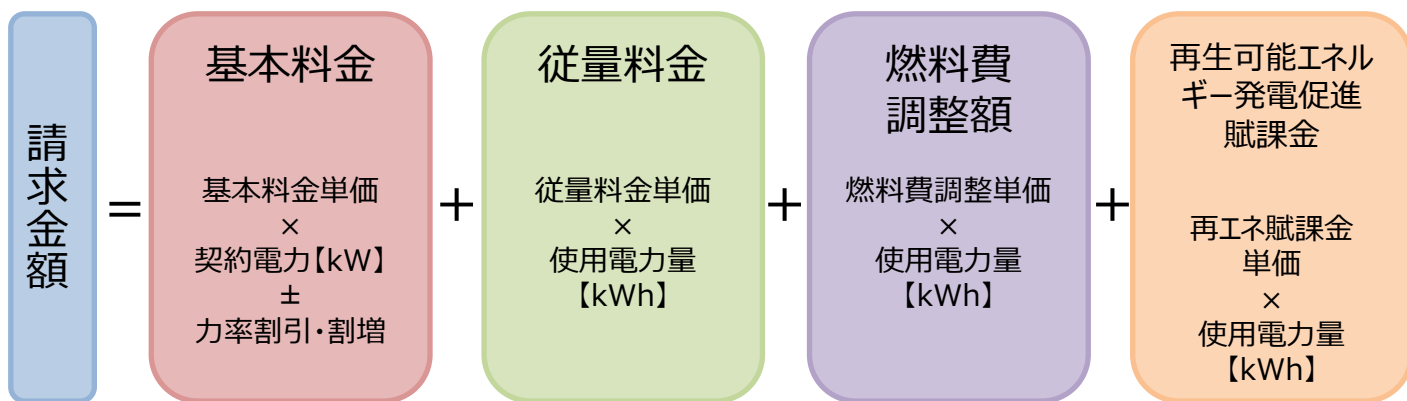 請求金額
=
基本料金
基本料金単価
×
契約電力【kW】
±
力率割引・割増
+
従量料金
従量料金単価
×
使用電力量
【kWh】
+
燃料費
調整額
燃料費調整単価
×
使用電力量
【kWh】
+
再生可能エネル
ギー発電促進
賦課金
再エネ賦課金
単価
×
使用電力量
【kWh】